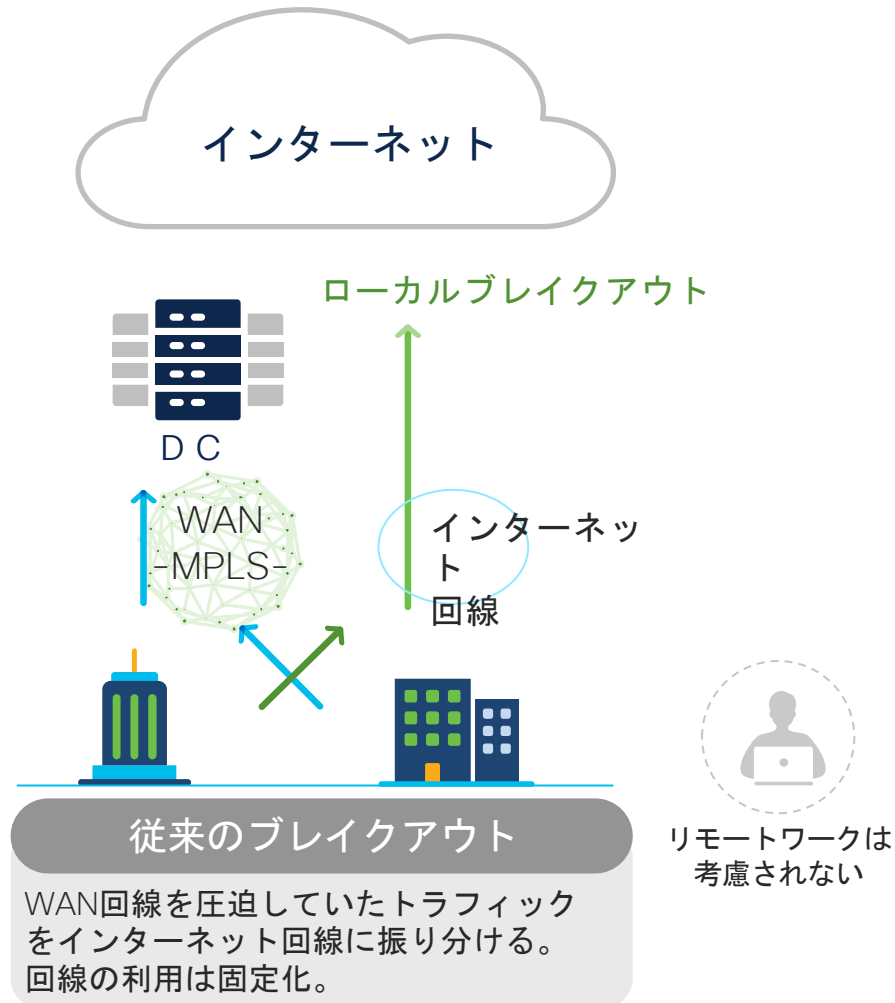 インターネット
ローカルブレイクアウト
DC
WAN
-MPLS-
インターネッ
ト
回線
従来のブレイクアウト
WAN回線を圧迫していたトラフィック
をインターネット回線に振り分ける。
回線の利用は固定化。
リモートワークは
考慮されない